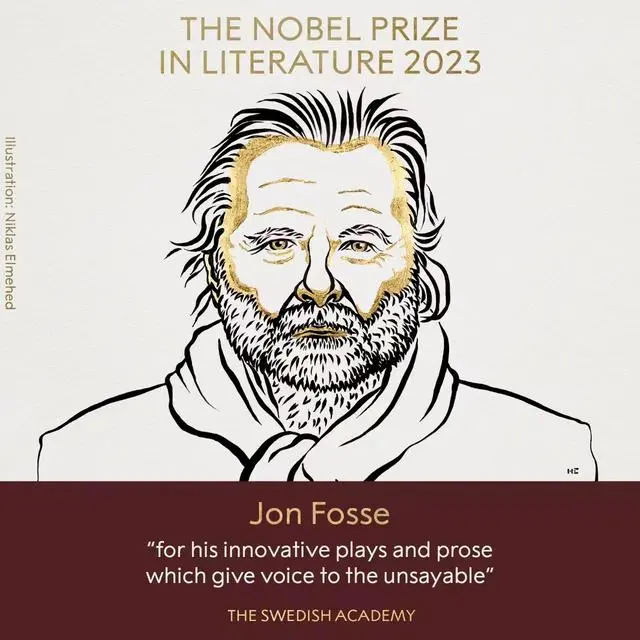 THE NOBEL PRIZE
IN LITERATURE 2023
Illustration: Niklas Elmehed
Jon Fosse
“for his innovative plays and prose
which give voice to the unsayable”
THE SWEDISH ACADEMY